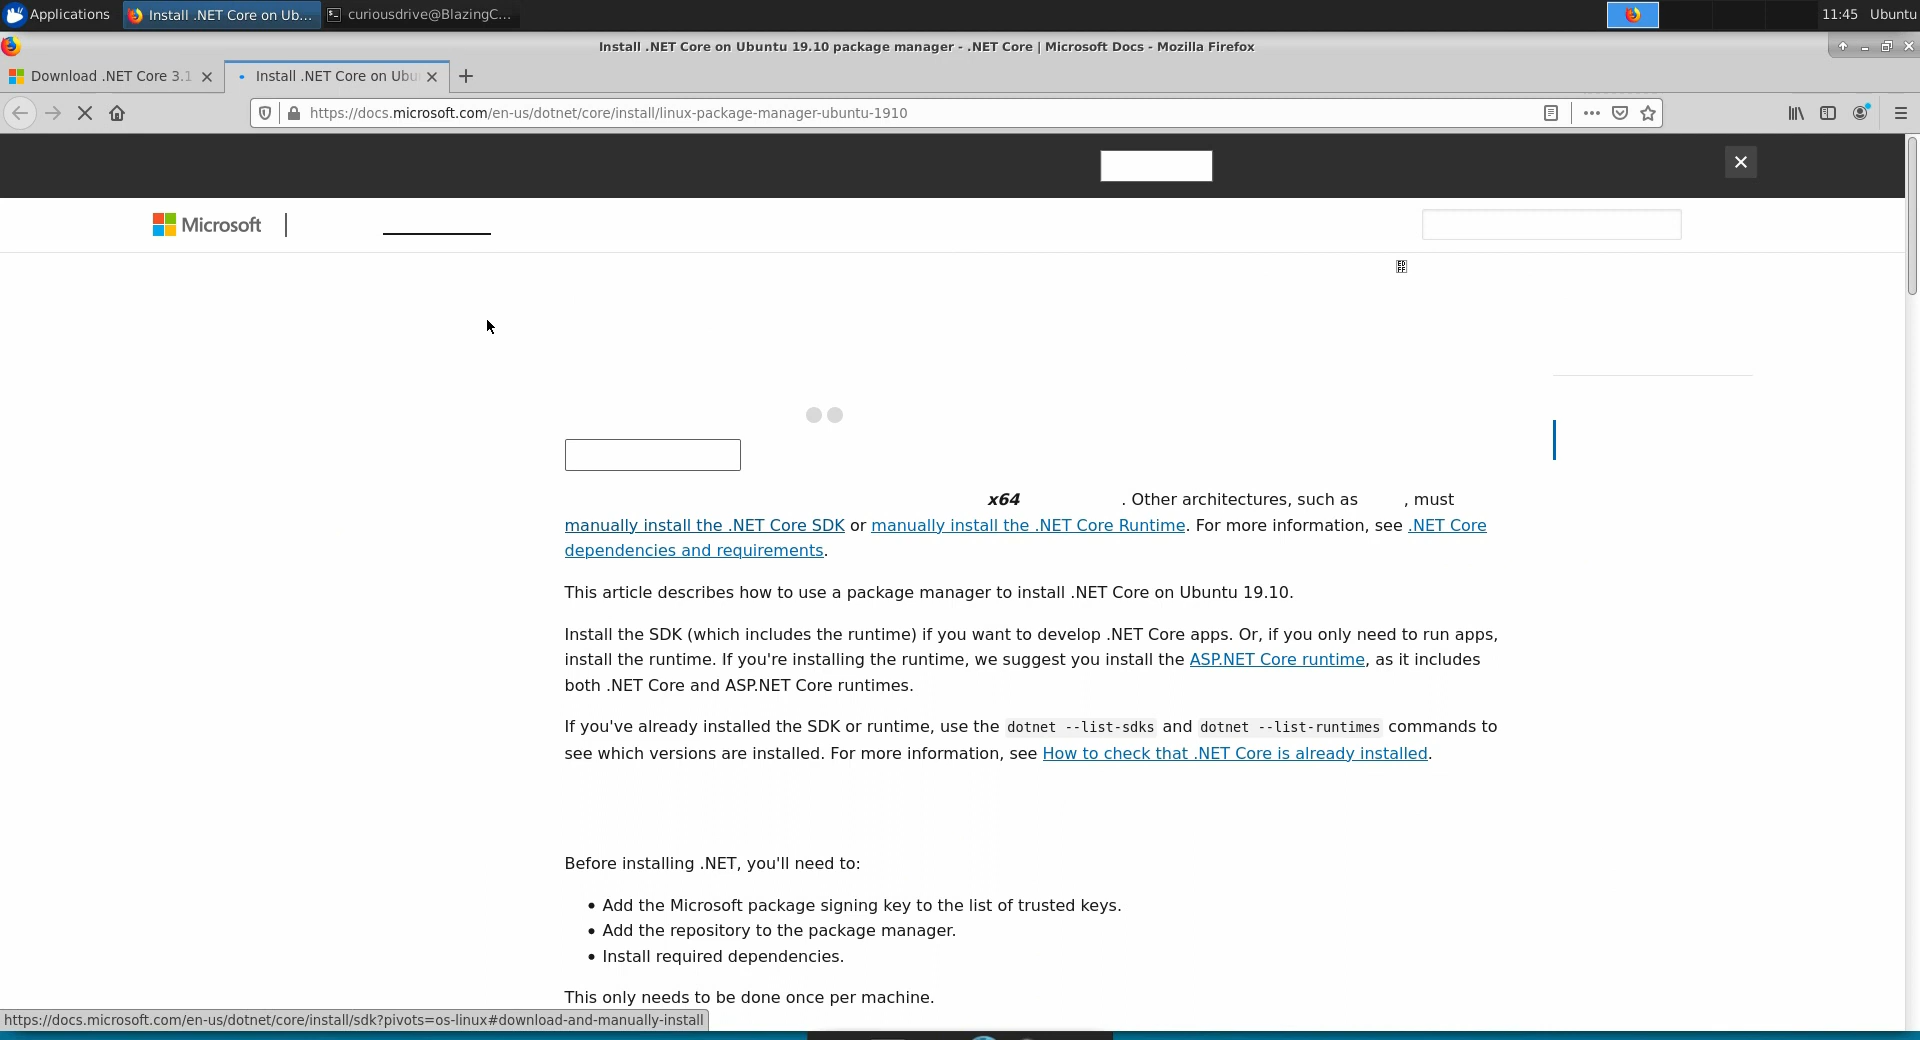 Applications
Install .NET Core on Ub...
curiousdrive@BlazingC...
11:45
Ubuntu
Install .NET Core on Ubuntu 19.10 package manager - .NET Core | Microsoft Docs - Mozilla Firefox
Download .NET Core 3.1
Install .NET Core on Ubu
https://docs.microsoft.com/en-us/dotnet/core/install/linux-package-manager-ubuntu-1910
Microsoft
x64 . Other architectures, such as , must
manually install the .NET Core SDK or manually install the .NET Core Runtime. For more information, see .NET Core
dependencies and requirements.
This article describes how to use a package manager to install .NET Core on Ubuntu 19.10.
Install the SDK (which includes the runtime) if you want to develop .NET Core apps. Or, if you only need to run apps,
install the runtime. If you're installing the runtime, we suggest you install the ASP.NET Core runtime, as it includes
both .NET Core and ASP.NET Core runtimes.
If you've already installed the SDK or runtime, use the dotnet --list-sdks and dotnet --list-runtimes commands to
see which versions are installed. For more information, see How to check that .NET Core is already installed.
Before installing .NET, you'll need to:
• Add the Microsoft package signing key to the list of trusted keys.
• Add the repository to the package manager.
• Install required dependencies.
This only needs to be done once per machine.
https://docs.microsoft.com/en-us/dotnet/core/install/sdk?pivots=os-linux#download-and-manually-install